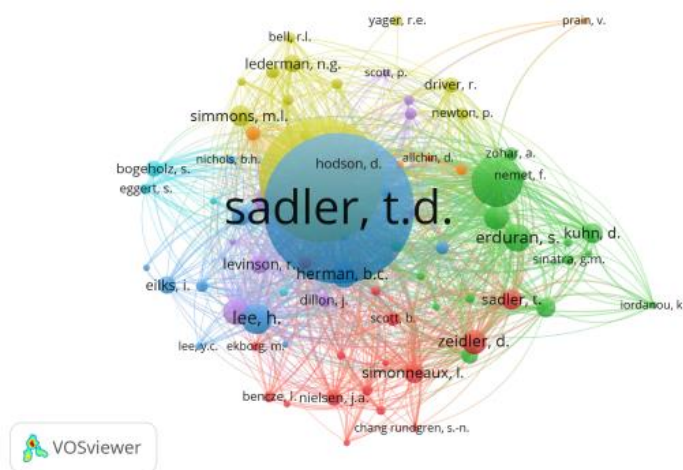 yager, r.e.
prain, v.
bell, r.l.
lederman, n.g.
scott, p.
driver, r.
simmons, m.l.
newton, p.
nichols, b.h.
hodson, d.
allchin, d.
zohar, a.
bogeholz, s.
nemet, f.
eggert, s.
sadler, t.d.
erduran, s.
kuhn, d.
levinson, r.
herman, b.c.
sinatra, g.m.
eilks, i.
dillon, j.
sadler, t.
iordanou, k
lee, h.
scott, b.
lee, y.c.
ekborg, m.
zeidler, d.
simonneaux, l.
bencze, l.
nielsen, j.a.
chang rundgren, s.-n.
VOSviewer